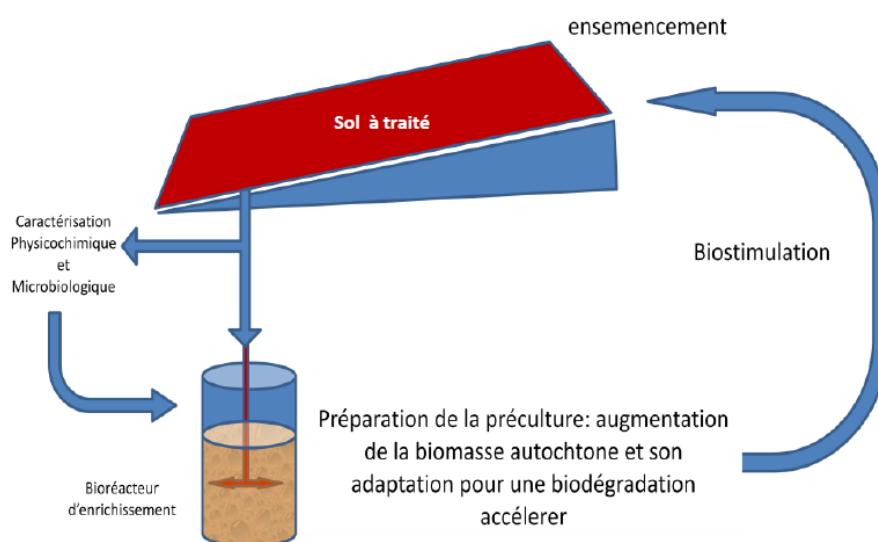 ensemencement
Sol à traité
Caractérisation
Physicochimique
et
Microbiologique
Biostimulation
Préparation de la préculture: augmentation
de la biomasse autochtone et son
adaptation pour une biodégradation
accélerer
Bioréacteur
d'enrichissement